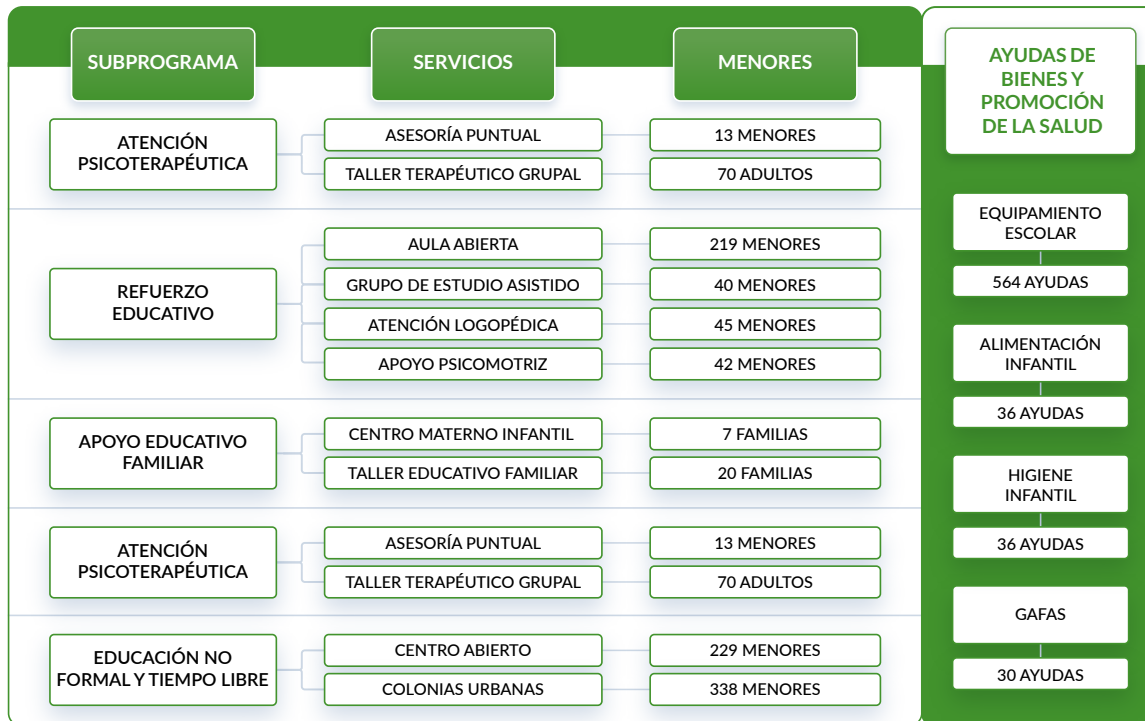 SUBPROGRAMA
SERVICIOS
MENORES
ATENCIÓN
PSICOTERAPÉUTICA
ASESORÍA PUNTUAL
13 MENORES
TALLER TERAPÉUTICO GRUPAL
70 ADULTOS
REFUERZO
EDUCATIVO
AULA ABIERTA
219 MENORES
GRUPO DE ESTUDIO ASISTIDO
40 MENORES
ATENCIÓN LOGOPÉDICA
45 MENORES
APOYO PSICOMOTRIZ
42 MENORES
APOYO EDUCATIVO
FAMILIAR
CENTRO MATERNO INFANTIL
7 FAMILIAS
TALLER EDUCATIVO FAMILIAR
20 FAMILIAS
ATENCIÓN
PSICOTERAPÉUTICA
ASESORÍA PUNTUAL
13 MENORES
TALLER TERAPÉUTICO GRUPAL
70 ADULTOS
EDUCACIÓN NO
FORMAL Y TIEMPO LIBRE
CENTRO ABIERTO
229 MENORES
COLONIAS URBANAS
338 MENORES
AYUDAS DE
BIENES Y
PROMOCIÓN
DE LA SALUD
EQUIPAMIENTO
ESCOLAR
564 AYUDAS
ALIMENTACIÓN
INFANTIL
36 AYUDAS
HIGIENE
INFANTIL
36 AYUDAS
GAFAS
30 AYUDAS